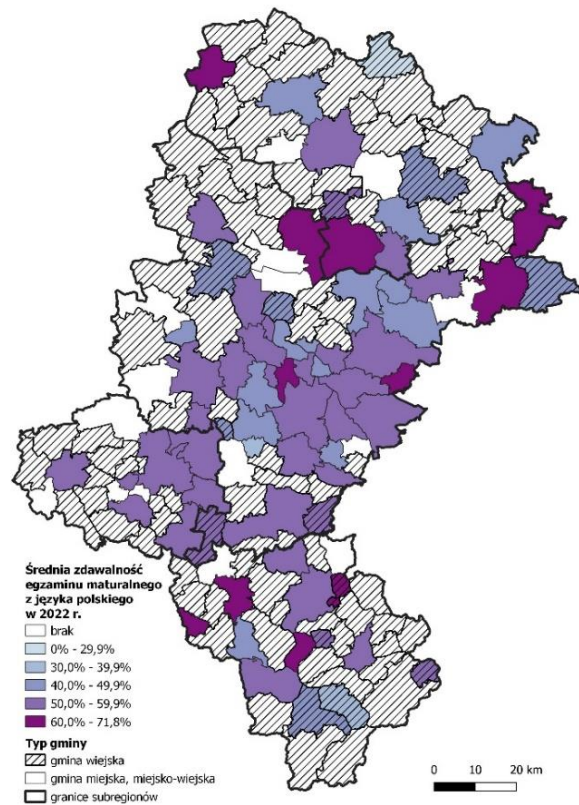 Średnia zdawalność
egzaminu maturalnego
z języka polskiego
w 2022 r.
brak
0% - 29,9%
30,0% - 39,9%
40,0% - 49,9%
50,0% - 59,9%
60,0% - 71,8%
Typ gminy
gmina wiejska
gmina miejska, miejsko-wiejska
granice subregionów
0 10 20 km